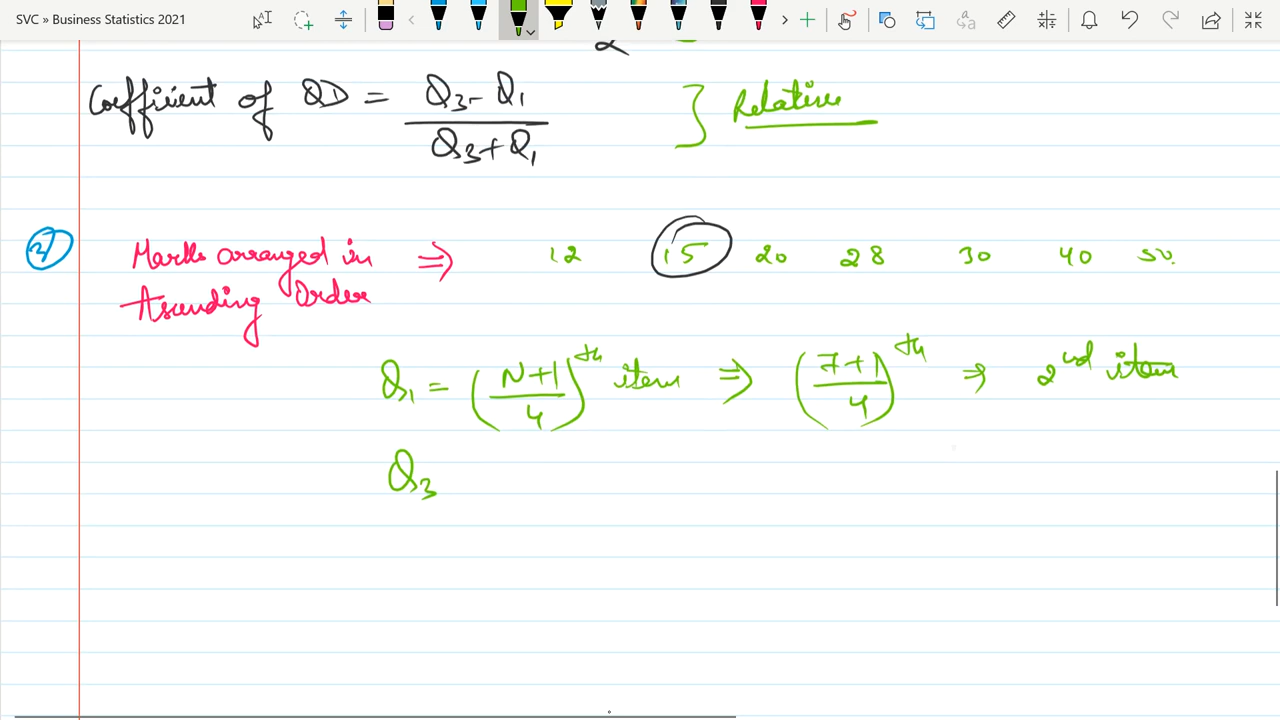 SVC » Business Statistics 2021
2
Coefficient of QD = Q3 - Q1 / Q3 + Q1 } Relative
3) Marks arranged in ⇒ 12 15 20 28 30 40 50.
Ascending Order
Q1 = (N+1 / 4)th item ⇒ (7+1 / 4)th ⇒ 2nd item
Q3